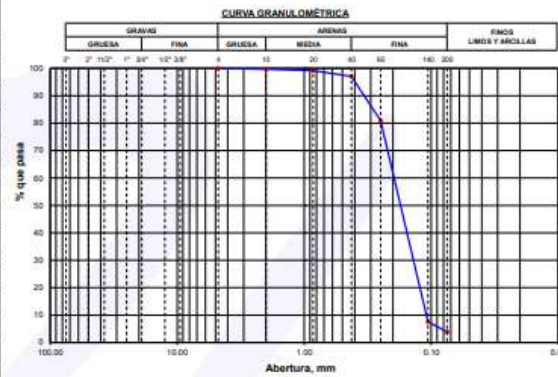 CURVA GRANULOMÉTRICA
GRAVAS ARENAS FINOS
LIMOS Y ARCILLAS
GRUESA FINA GRUESA MEDIA FINA
3" 2" 11/2" 1" 3/4" 1/2" 3/8" 4 10 20 40 60 140 200
100
90
80
70
60
50
40
30
20
10
0
% que pasa
100.00 10.00 1.00 0.10 0.
Abertura, mm